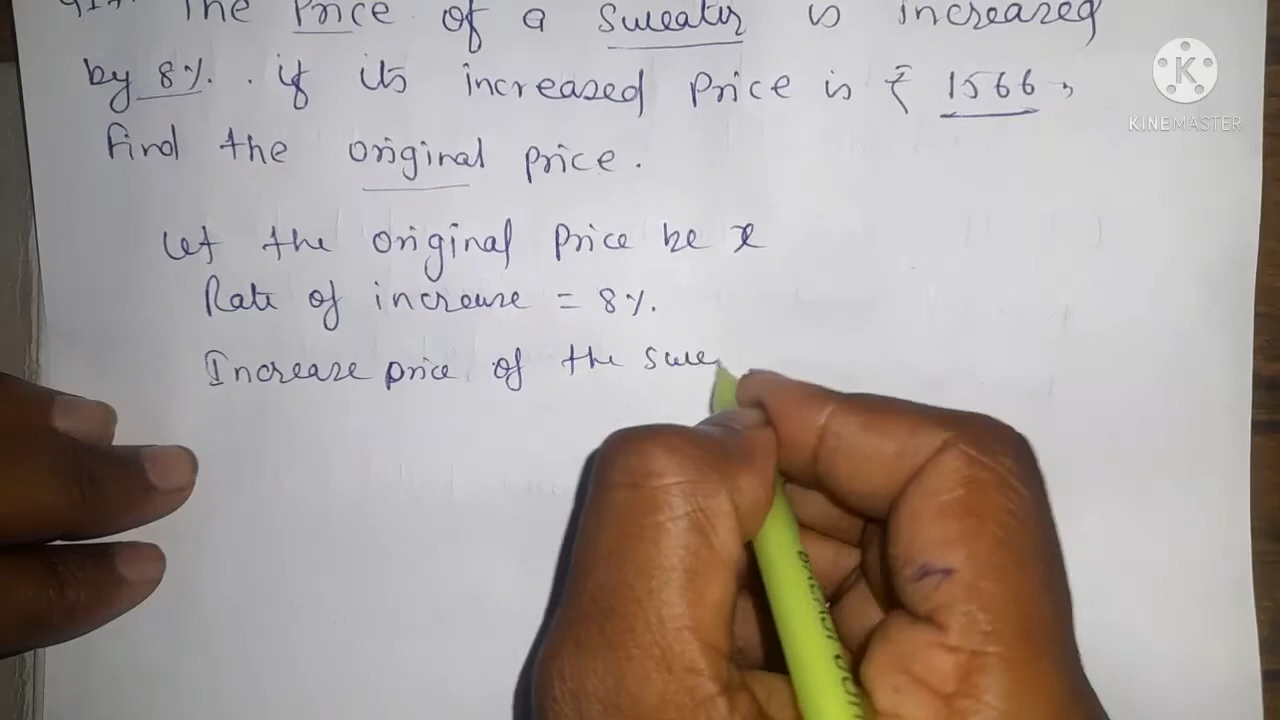 The Price of a Sweater is increased
by 8%. . if its increased Price is ₹ 1566,
find the original price.
Let the original Price be x
Rate of increase = 8%.
Increase price of the Swe
K
KINEMASTER